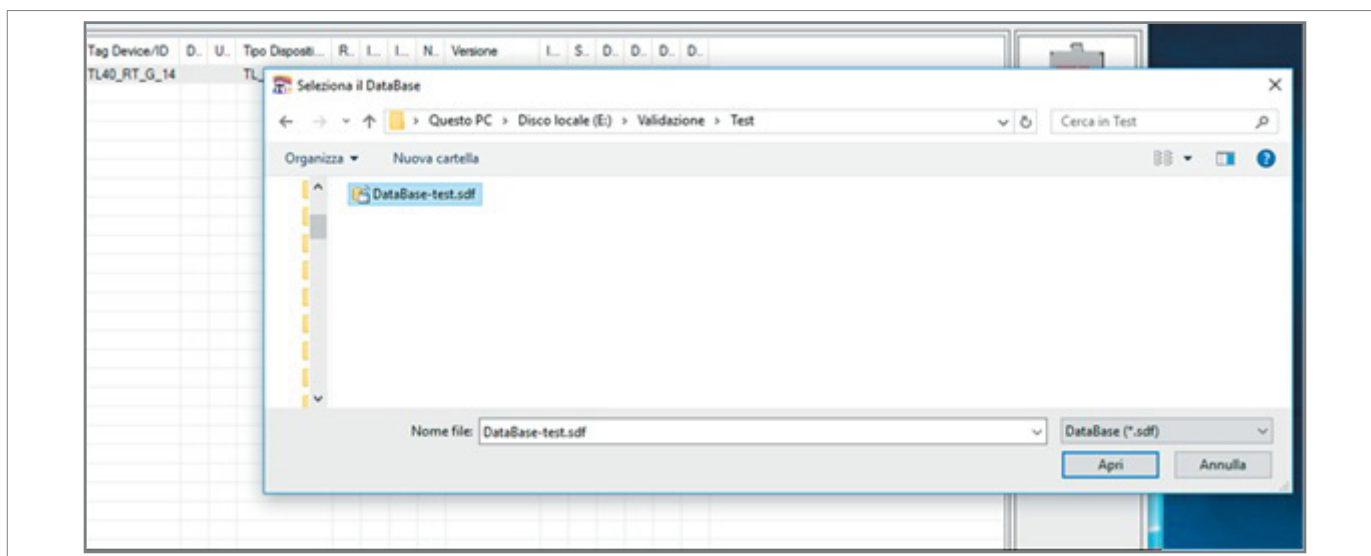 Tag Device/ID D.. U.. Tipo Dispositi... R.. I... I... N.. Versione I... S.. D.. D.. D.. D..
TL40_RT_G_14 TL_
Seleziona il DataBase
Questo PC > Disco locale (E:) > Validazione > Test
Cerca in Test
Organizza Nuova cartella
DataBase-test.sdf
Nome file: DataBase-test.sdf DataBase (*.sdf)
Apri Annulla